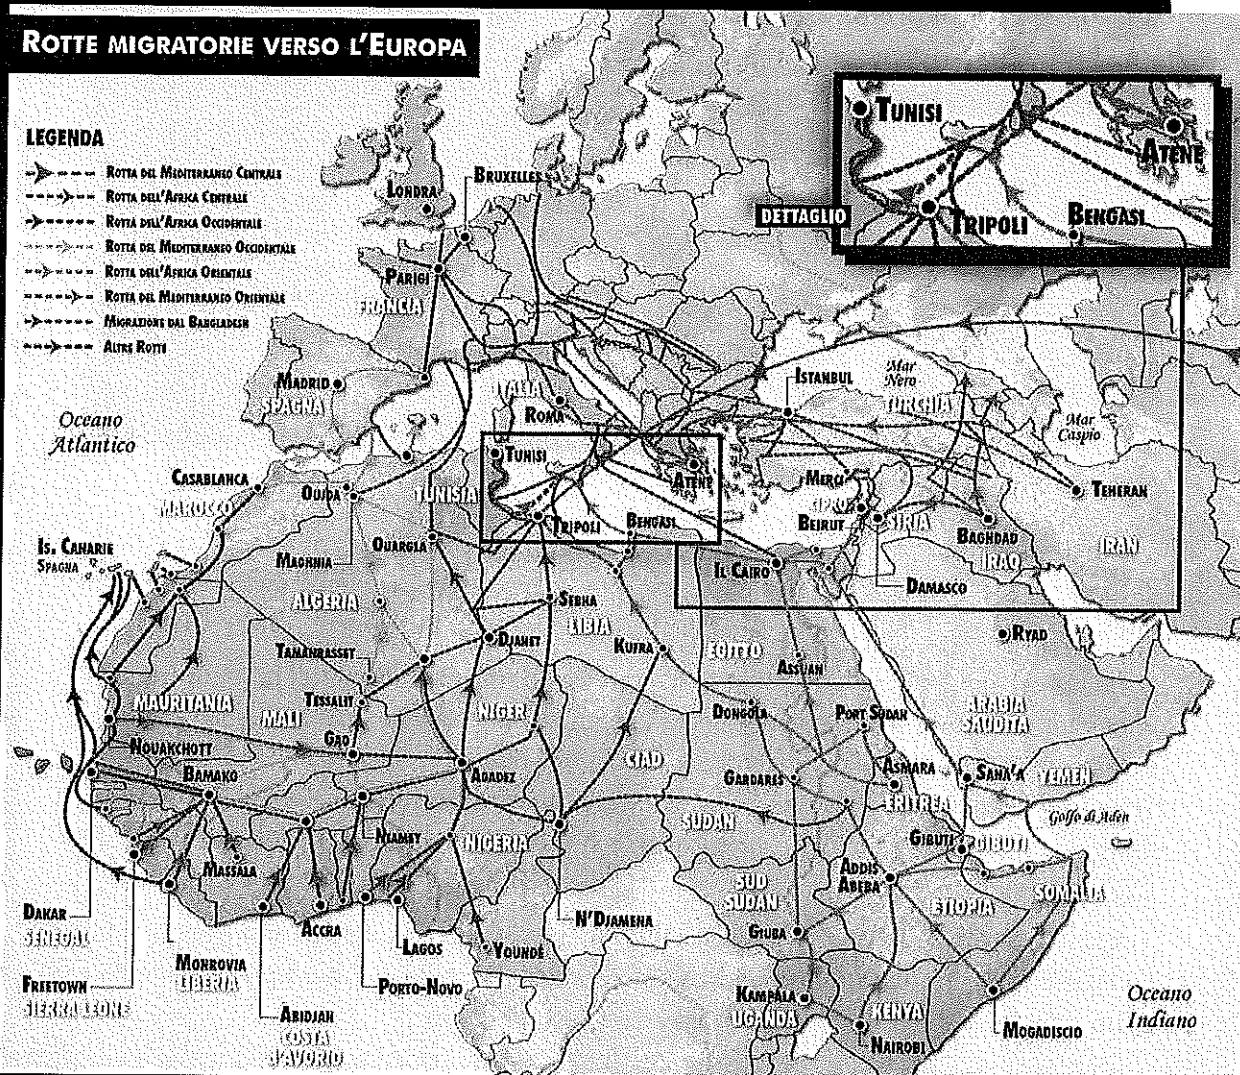 ROTTE MIGRATORIE VERSO L'EUROPA
LEGENDA
ROTTA DEL MEDITERRANEO CENTRALE
ROTTA DELL'AFRICA CENTRALE
ROTTA DELL'AFRICA OCCIDENTALE
ROTTA DEL MEDITERRANEO OCCIDENTALE
ROTTA DELL'AFRICA ORIENTALE
ROTTA DEL MEDITERRANEO ORIENTALE
MIGRAZIONE DAL BANGLADESH
ALTRE ROTTE
TUNISI
ATENE
DETTAGLIO
TRIPOLI
BENGASI
LONDRA
BRUXELLES
PARIGI
FRANCIA
MADRID
SPAGNA
ITALIA
ROMA
ISTANBUL
Mar
Nero
TURCHIA
Mar
Caspio
Oceano
Atlantico
CASABLANCA
MAROCCO
OUJDA
TUNISIA
TUNISI
ATENE
TRIPOLI
BENGASI
MERCI
CIPRO
BEIRUT
SIRIA
BAGHDAD
IRAQ
TEHERAN
IRAN
IS. CANARIE
SPAGNA
MAGHNIA
OUARGLA
IL CAIRO
DAMASCO
ALGERIA
SEBHA
LIBIA
DJANET
KUFRA
EGITTO
ASSUAN
RYAD
TAMANRASSET
TESSALIT
MAURITANIA
MALI
NIGER
DONGOLA
PORT SUDAN
ARABIA
SAUDITA
NOUAKCHOTT
GAO
CIAD
BAMAKO
AGADEZ
GARDARES
ASMARA
ERITREA
SANA'A
YEMEN
Golfo di Aden
SUDAN
NIAMEY
NIGERIA
GIBUTI
GIBUTI
MASSALA
ADDIS
ABEBA
SUD
SUDAN
ETIOPIA
SOMALIA
DAKAR
SENEGAL
ACCRA
N'DJAMENA
GIUBA
LAGOS
YOUNDÉ
MONROVIA
LIBERIA
FREETOWN
SIERRA LEONE
PORTO-NOVO
KAMPALA
UGANDA
KENYA
Oceano
Indiano
ABIDJAN
COSTA
D'AVORIO
MOGADISCIO
NAIROBI